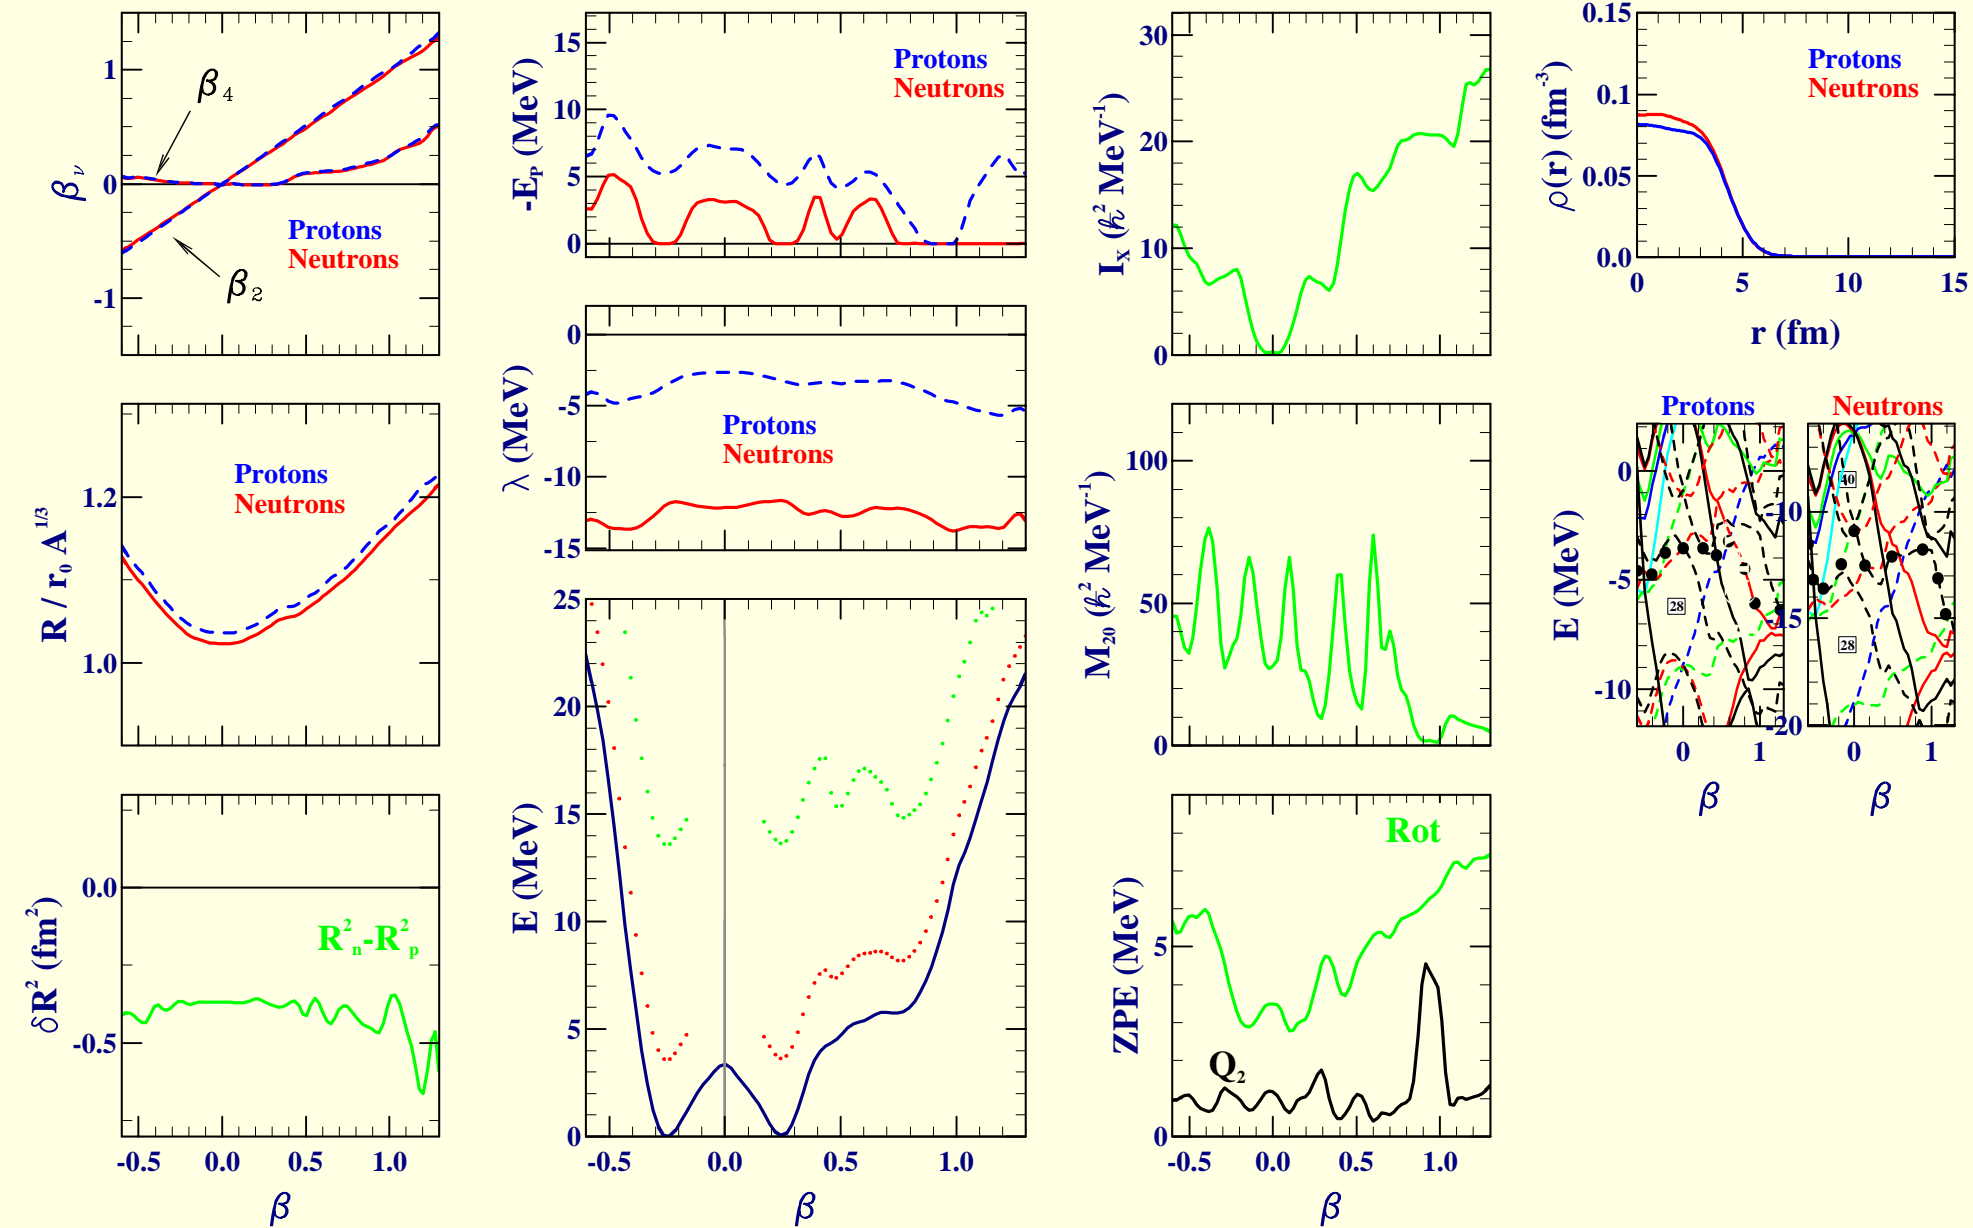 1
0
-1
βν
β4
β2
Protons
Neutrons
1.2
1.0
R / r0 A 1/3
Protons
Neutrons
0.0
-0.5
δR² (fm²)
R²n-R²p
-0.5 0.0 0.5 1.0
β
15
10
5
0
-EP (MeV)
Protons
Neutrons
0
-5
-10
-15
λ (MeV)
Protons
Neutrons
25
20
15
10
5
0
E (MeV)
-0.5 0.0 0.5 1.0
β
30
20
10
0
Ix (ℏ² MeV-1)
100
50
0
M20 (ℏ² MeV-1)
5
0
ZPE (MeV)
Rot
Q2
-0.5 0.0 0.5 1.0
β
0.15
0.1
0.05
0.0
ρ(r) (fm-3)
Protons
Neutrons
0 5 10 15
r (fm)
Protons Neutrons
0
-5
-10
E (MeV)
28
-10
-15
-20
40
28
0 1 0 1
β β